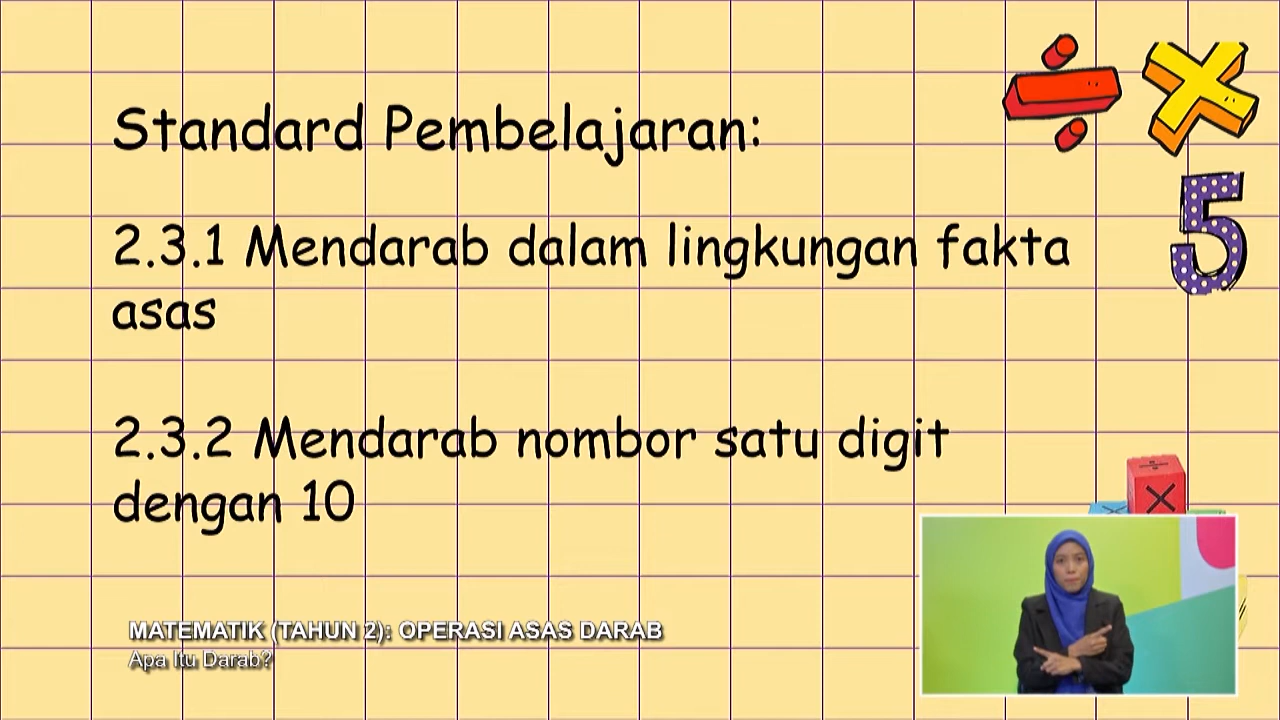 Standard Pembelajaran:
2.3.1 Mendarab dalam lingkungan fakta
asas
2.3.2 Mendarab nombor satu digit
dengan 10
5
MATEMATIK (TAHUN 2): OPERASI ASAS DARAB
Apa Itu Darab?